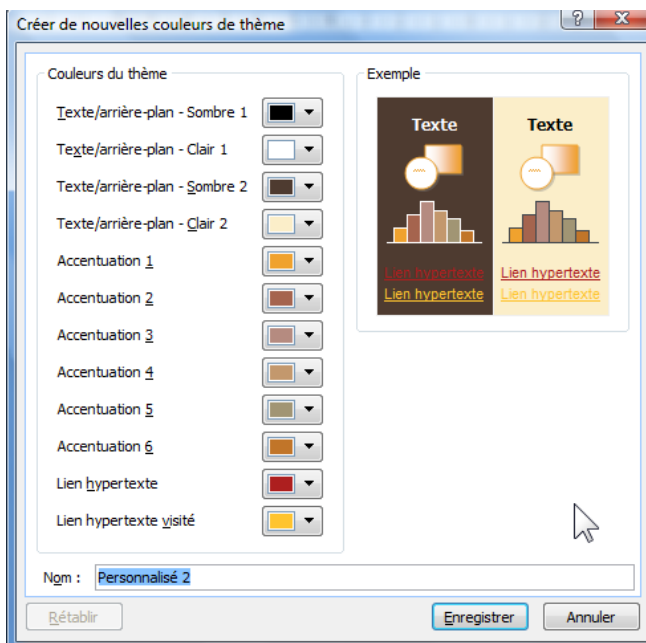 Créer de nouvelles couleurs de thème
Couleurs du thème
Texte/arrière-plan - Sombre 1
Texte/arrière-plan - Clair 1
Texte/arrière-plan - Sombre 2
Texte/arrière-plan - Clair 2
Accentuation 1
Accentuation 2
Accentuation 3
Accentuation 4
Accentuation 5
Accentuation 6
Lien hypertexte
Lien hypertexte visité
Exemple
Texte
Lien hypertexte
Lien hypertexte
Texte
Lien hypertexte
Lien hypertexte
Nom : Personnalisé 2
Rétablir
Enregistrer
Annuler